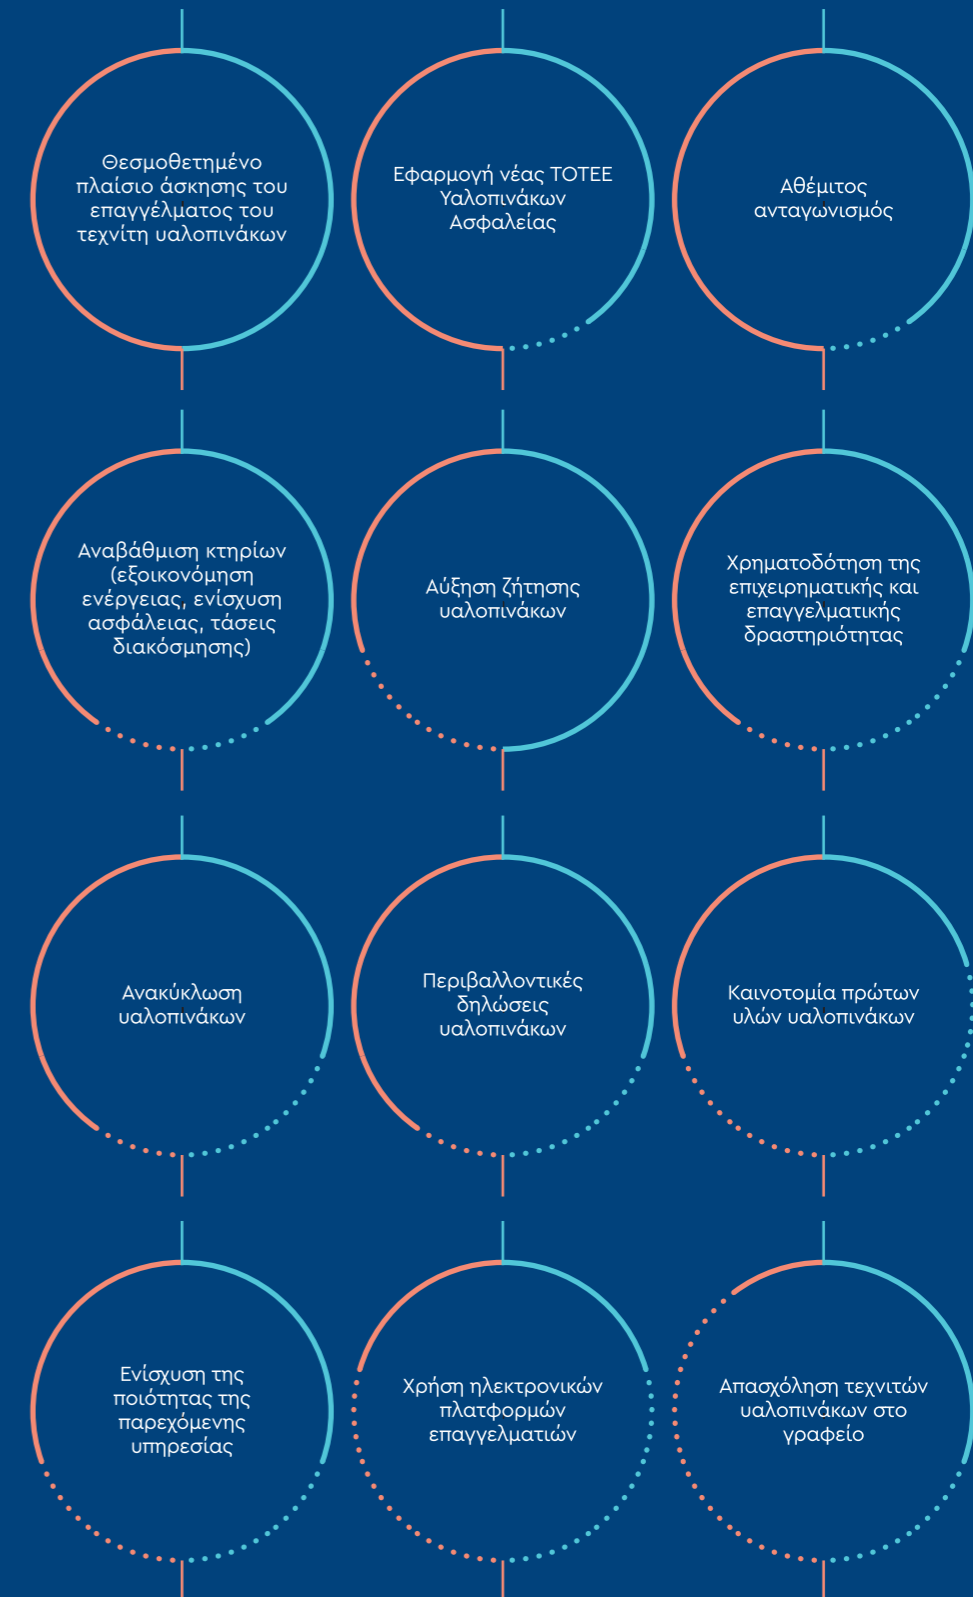 Θεσμοθετημένο
πλαίσιο άσκησης του
επαγγέλματος του
τεχνίτη υαλοπινάκων
Εφαρμογή νέας ΤΟΤΕΕ
Υαλοπινάκων
Ασφαλείας
Αθέμιτος
ανταγωνισμός
Αναβάθμιση κτηρίων
(εξοικονόμηση
ενέργειας, ενίσχυση
ασφάλειας, τάσεις
διακόσμησης)
Αύξηση ζήτησης
υαλοπινάκων
Χρηματοδότηση της
επιχειρηματικής και
επαγγελματικής
δραστηριότητας
Ανακύκλωση
υαλοπινάκων
Περιβαλλοντικές
δηλώσεις
υαλοπινάκων
Καινοτομία πρώτων
υλών υαλοπινάκων
Ενίσχυση της
ποιότητας της
παρεχόμενης
υπηρεσίας
Χρήση ηλεκτρονικών
πλατφορμών
επαγγελματιών
Απασχόληση τεχνιτών
υαλοπινάκων στο
γραφείο